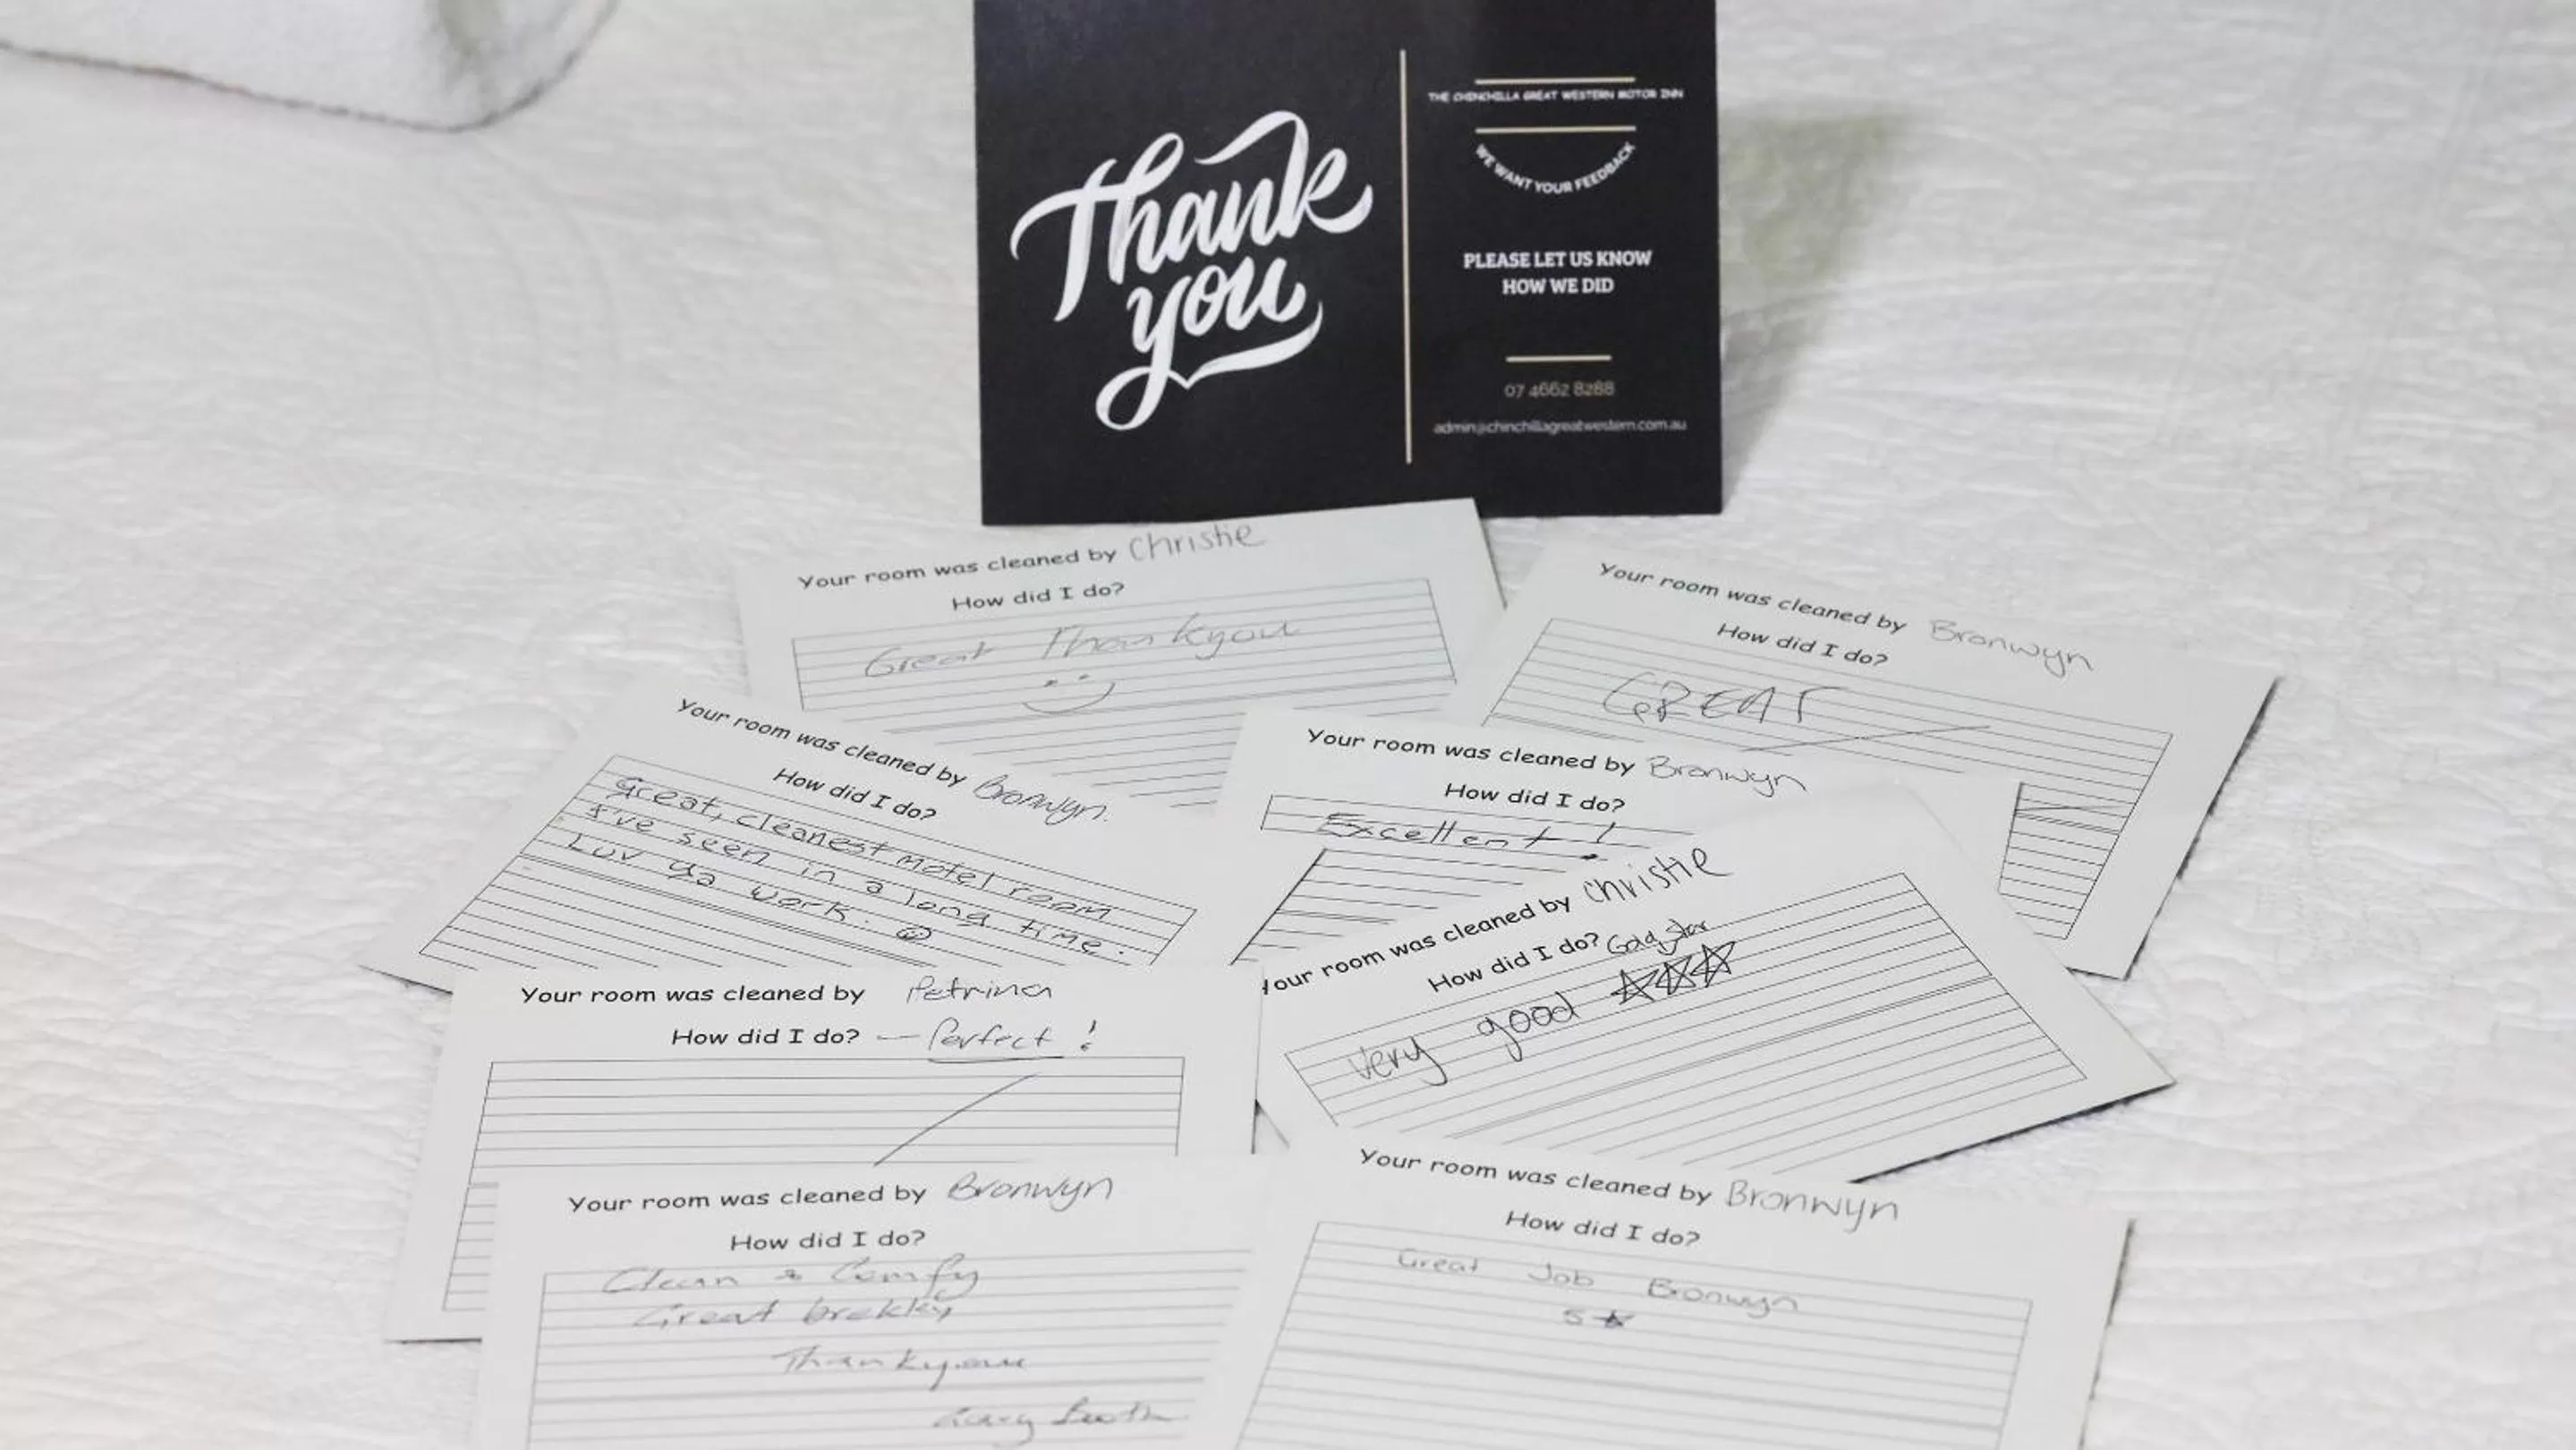 Thank
you
THE CHINCHILLA GREAT WESTERN MOTOR INN
WE WANT YOUR FEEDBACK
PLEASE LET US KNOW
HOW WE DID
07 4662 8288
admin@chinchillagreatwestern.com.au
Your room was cleaned by Christie
How did I do?
Great Thankyou
Your room was cleaned by Bronwyn
How did I do?
GREAT
Your room was cleaned by Bronwyn.
How did I do?
Great, cleanest motel room
I've seen in a long time.
Luv ya work.
Your room was cleaned by Bronwyn
How did I do?
Excellent!
Your room was cleaned by Christie
How did I do? Gold star
Very good
Your room was cleaned by Petrina
How did I do? — Perfect!
Your room was cleaned by Bronwyn
How did I do?
Clean & Comfy
Great brekky
Thankyou
Your room was cleaned by Bronwyn
How did I do?
Great Job Bronwyn
5★